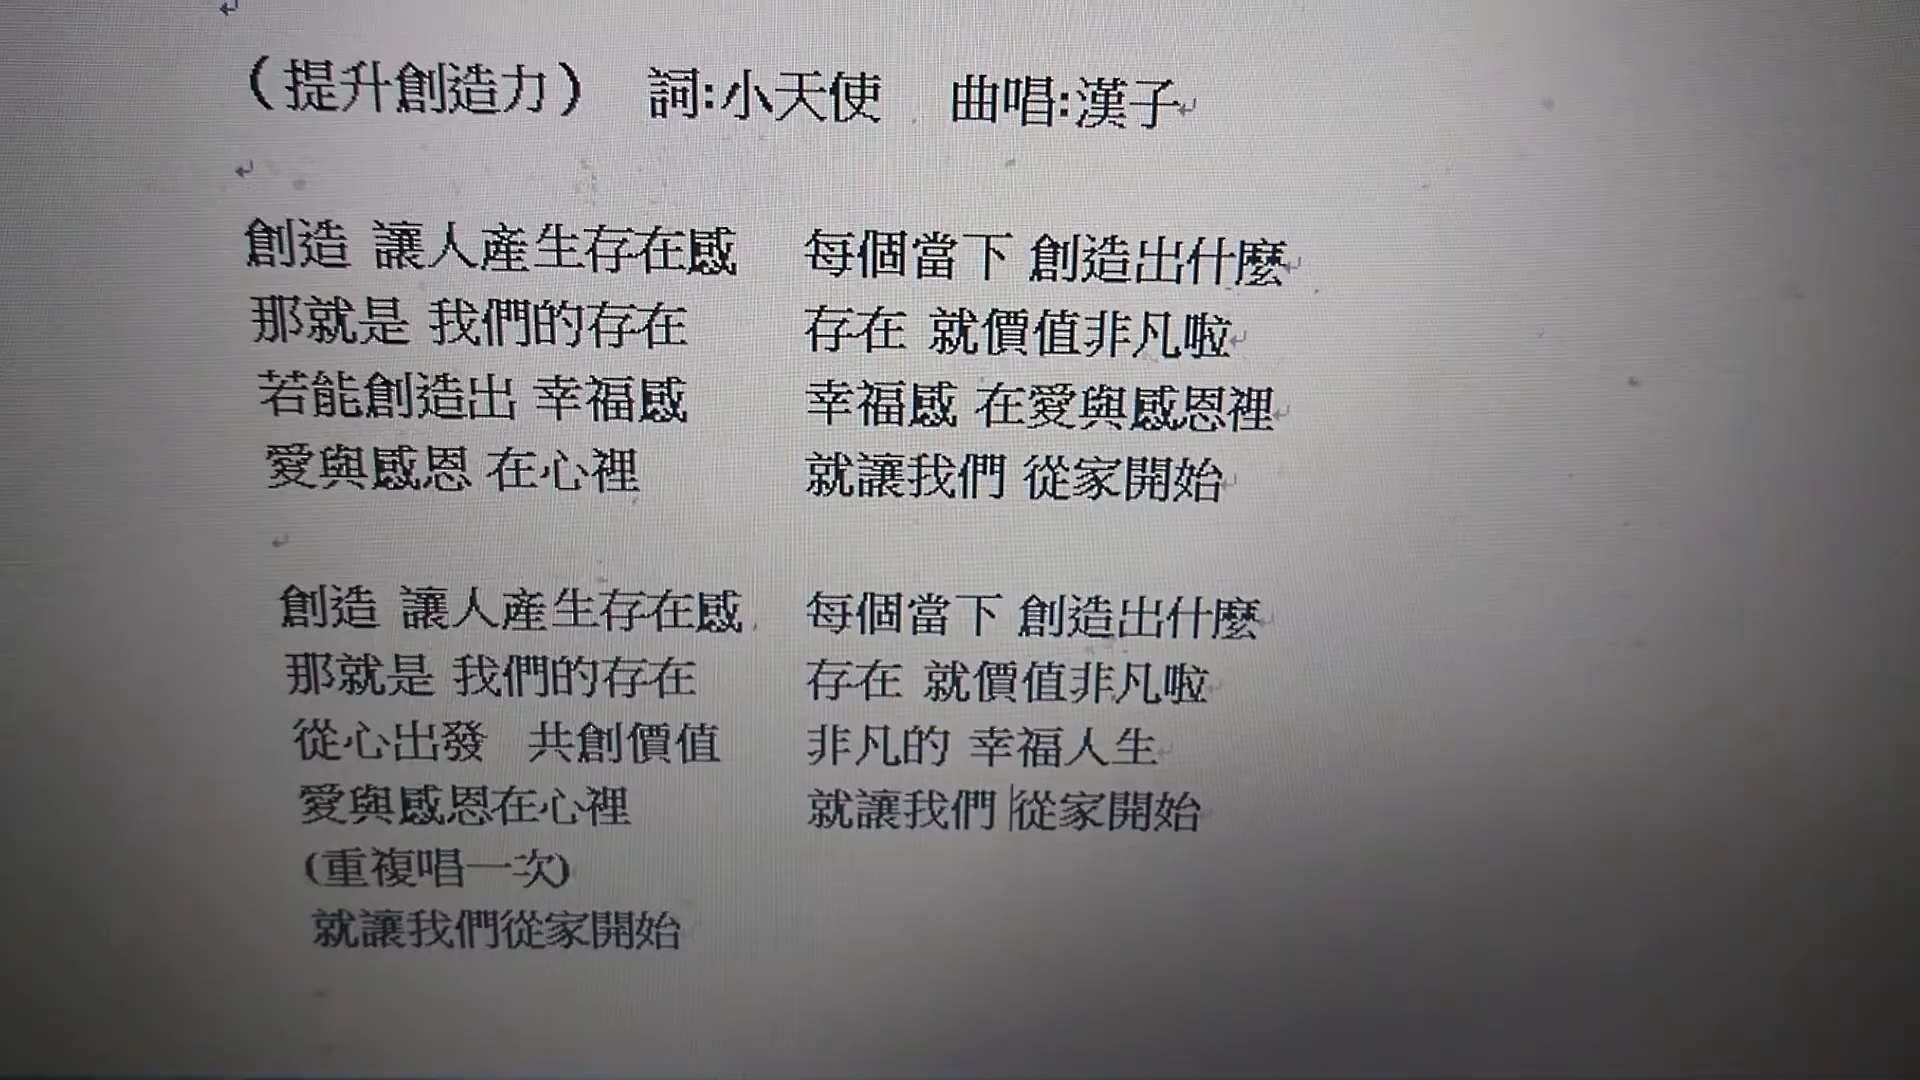 （提升創造力） 詞:小天使 曲唱:漢子
創造 讓人產生存在感 每個當下 創造出什麼
那就是 我們的存在 存在 就價值非凡啦
若能創造出 幸福感 幸福感 在愛與感恩裡
愛與感恩 在心裡 就讓我們 從家開始
創造 讓人產生存在感 每個當下 創造出什麼
那就是 我們的存在 存在 就價值非凡啦
從心出發 共創價值 非凡的 幸福人生
愛與感恩在心裡 就讓我們 從家開始
(重複唱一次)
就讓我們從家開始